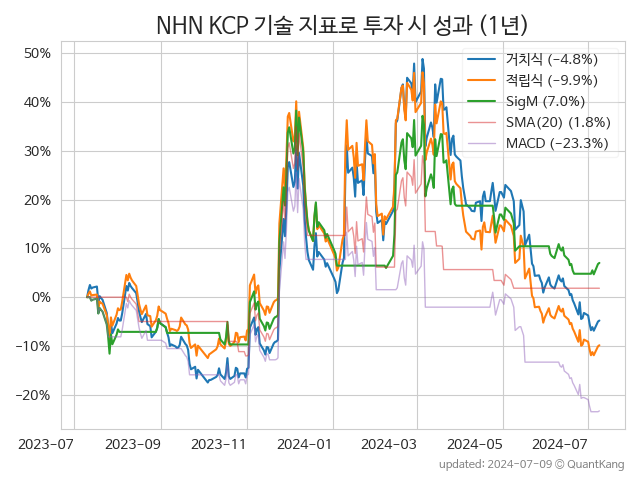 NHN KCP 기술 지표로 투자 시 성과 (1년)
거치식 (−4.8%)
적립식 (−9.9%)
SigM (7.0%)
SMA(20) (1.8%)
MACD (−23.3%)
50%
40%
30%
20%
10%
0%
−10%
−20%
2023-07
2023-09
2023-11
2024-01
2024-03
2024-05
2024-07
updated: 2024-07-09 © QuantKang